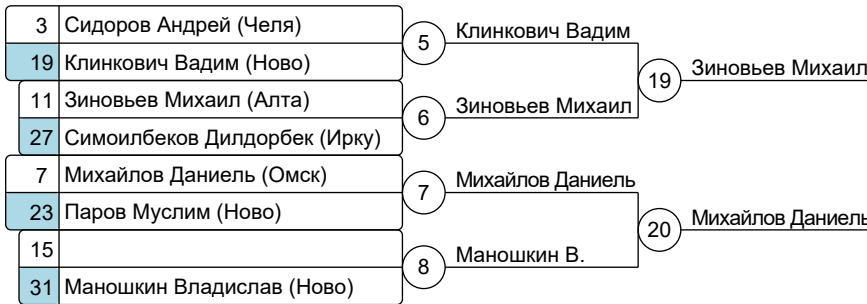 3 Сидоров Андрей (Челя)
19 Клинкович Вадим (Ново)
5 Клинкович Вадим
11 Зиновьев Михаил (Алта)
27 Симоилбеков Дилдорбек (Ирку)
6 Зиновьев Михаил
19 Зиновьев Михаил
7 Михайлов Даниель (Омск)
23 Паров Муслим (Ново)
7 Михайлов Даниель
15
31 Маношкин Владислав (Ново)
8 Маношкин В.
20 Михайлов Даниель